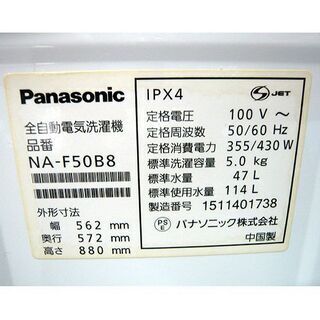 Panasonic
全自動電気洗濯機
品番
NA-F50B8
外形寸法
幅 562 mm
奥行 572 mm
高さ 880 mm
IPX4
S JET
定格電圧 100 V ～
定格周波数 50/60 Hz
定格消費電力 355/430 W
標準洗濯容量 5.0 kg
標準水量 47 L
標準使用水量 114 L
製造番号 1511401738
PS E パナソニック株式会社
中国製